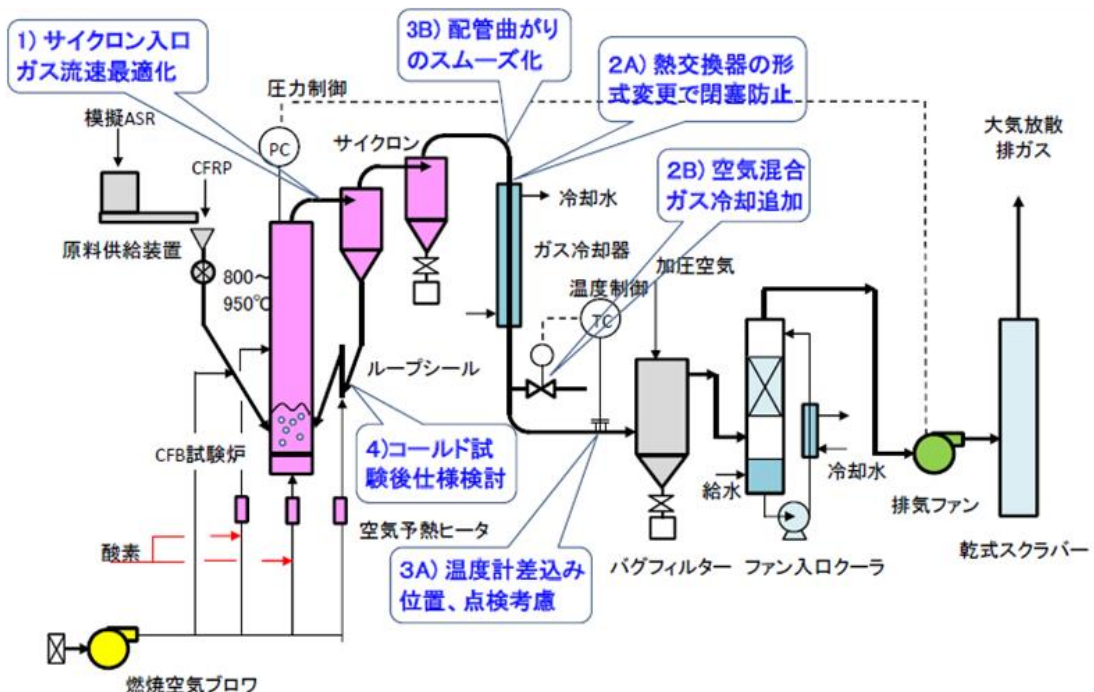 1) サイクロン入口
ガス流速最適化
3B) 配管曲がり
のスムーズ化
2A) 熱交換器の形
式変更で閉塞防止
圧力制御
模擬ASR
PC
サイクロン
大気放散
排ガス
CFRP
2B) 空気混合
ガス冷却追加
冷却水
原料供給装置
ガス冷却器
加圧空気
800～
950℃
温度制御
TC
ループシール
CFB試験炉
4)コールド試
験後仕様検討
給水
冷却水
排気ファン
空気予熱ヒータ
酸素
3A) 温度計差込み
位置、点検考慮
バグフィルター
ファン入口クーラ
乾式スクラバー
燃焼空気ブロワ